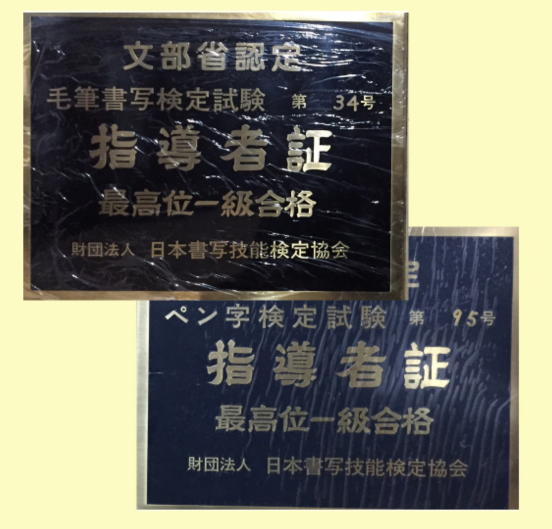 文部省認定
毛筆書写検定試験 第 34号
指導者証
最高位一級合格
財団法人 日本書写技能検定協会
定
ペン字検定試験 第 95号
指導者証
最高位一級合格
財団法人 日本書写技能検定協会